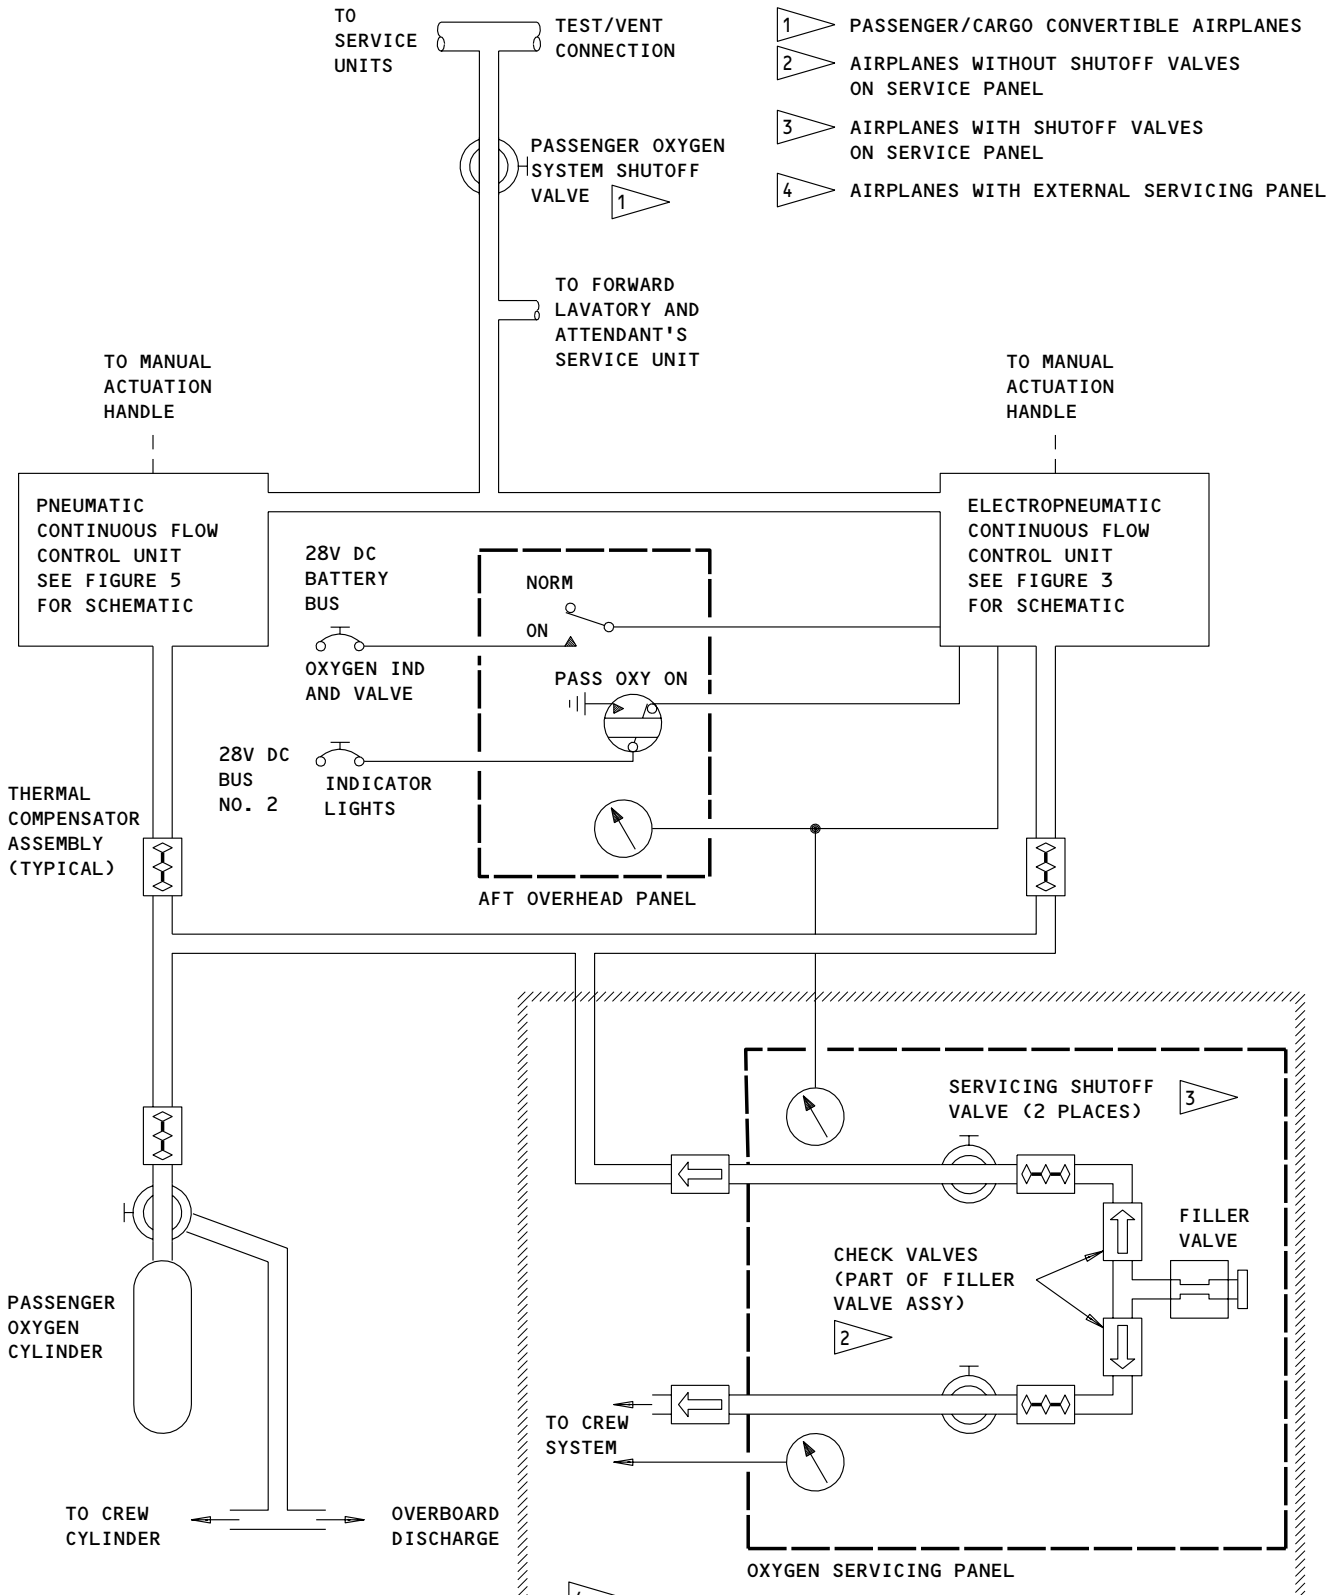 TO
SERVICE
UNITS
TEST/VENT
CONNECTION
1 PASSENGER/CARGO CONVERTIBLE AIRPLANES
2 AIRPLANES WITHOUT SHUTOFF VALVES
ON SERVICE PANEL
3 AIRPLANES WITH SHUTOFF VALVES
ON SERVICE PANEL
4 AIRPLANES WITH EXTERNAL SERVICING PANEL
PASSENGER OXYGEN
SYSTEM SHUTOFF
VALVE 1
TO FORWARD
LAVATORY AND
ATTENDANT'S
SERVICE UNIT
TO MANUAL
ACTUATION
HANDLE
TO MANUAL
ACTUATION
HANDLE
PNEUMATIC
CONTINUOUS FLOW
CONTROL UNIT
SEE FIGURE 5
FOR SCHEMATIC
ELECTROPNEUMATIC
CONTINUOUS FLOW
CONTROL UNIT
SEE FIGURE 3
FOR SCHEMATIC
28V DC
BATTERY
BUS
OXYGEN IND
AND VALVE
NORM
ON
PASS OXY ON
28V DC
BUS
NO. 2
INDICATOR
LIGHTS
AFT OVERHEAD PANEL
THERMAL
COMPENSATOR
ASSEMBLY
(TYPICAL)
SERVICING SHUTOFF
VALVE (2 PLACES) 3
FILLER
VALVE
CHECK VALVES
(PART OF FILLER
VALVE ASSY)
2
PASSENGER
OXYGEN
CYLINDER
TO CREW
SYSTEM
TO CREW
CYLINDER
OVERBOARD
DISCHARGE
OXYGEN SERVICING PANEL